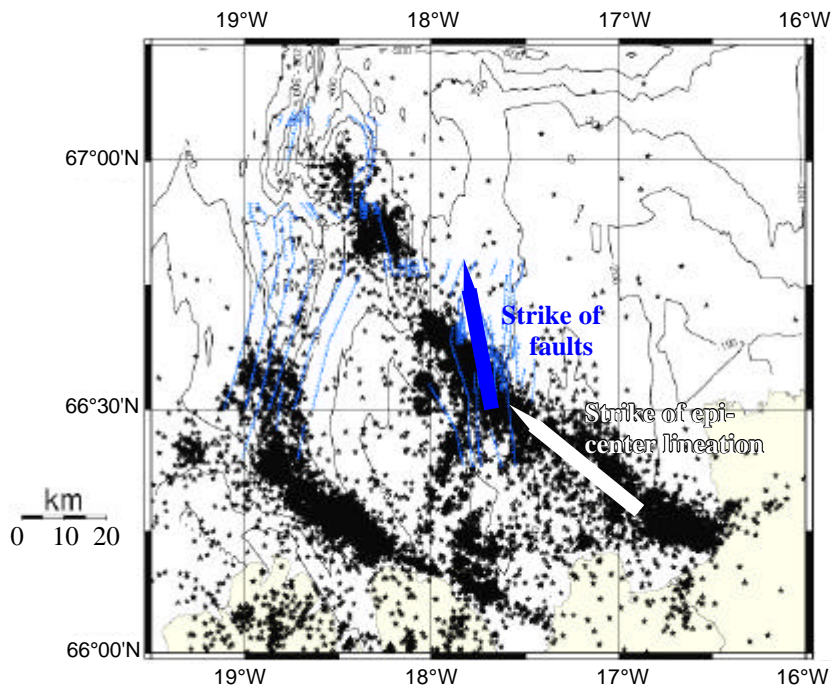 19°W 18°W 17°W 16°W
67°00'N
Strike of
faults
66°30'N
Strike of epi-
center lineation
km
0 10 20
66°00'N
19°W 18°W 17°W 16°W